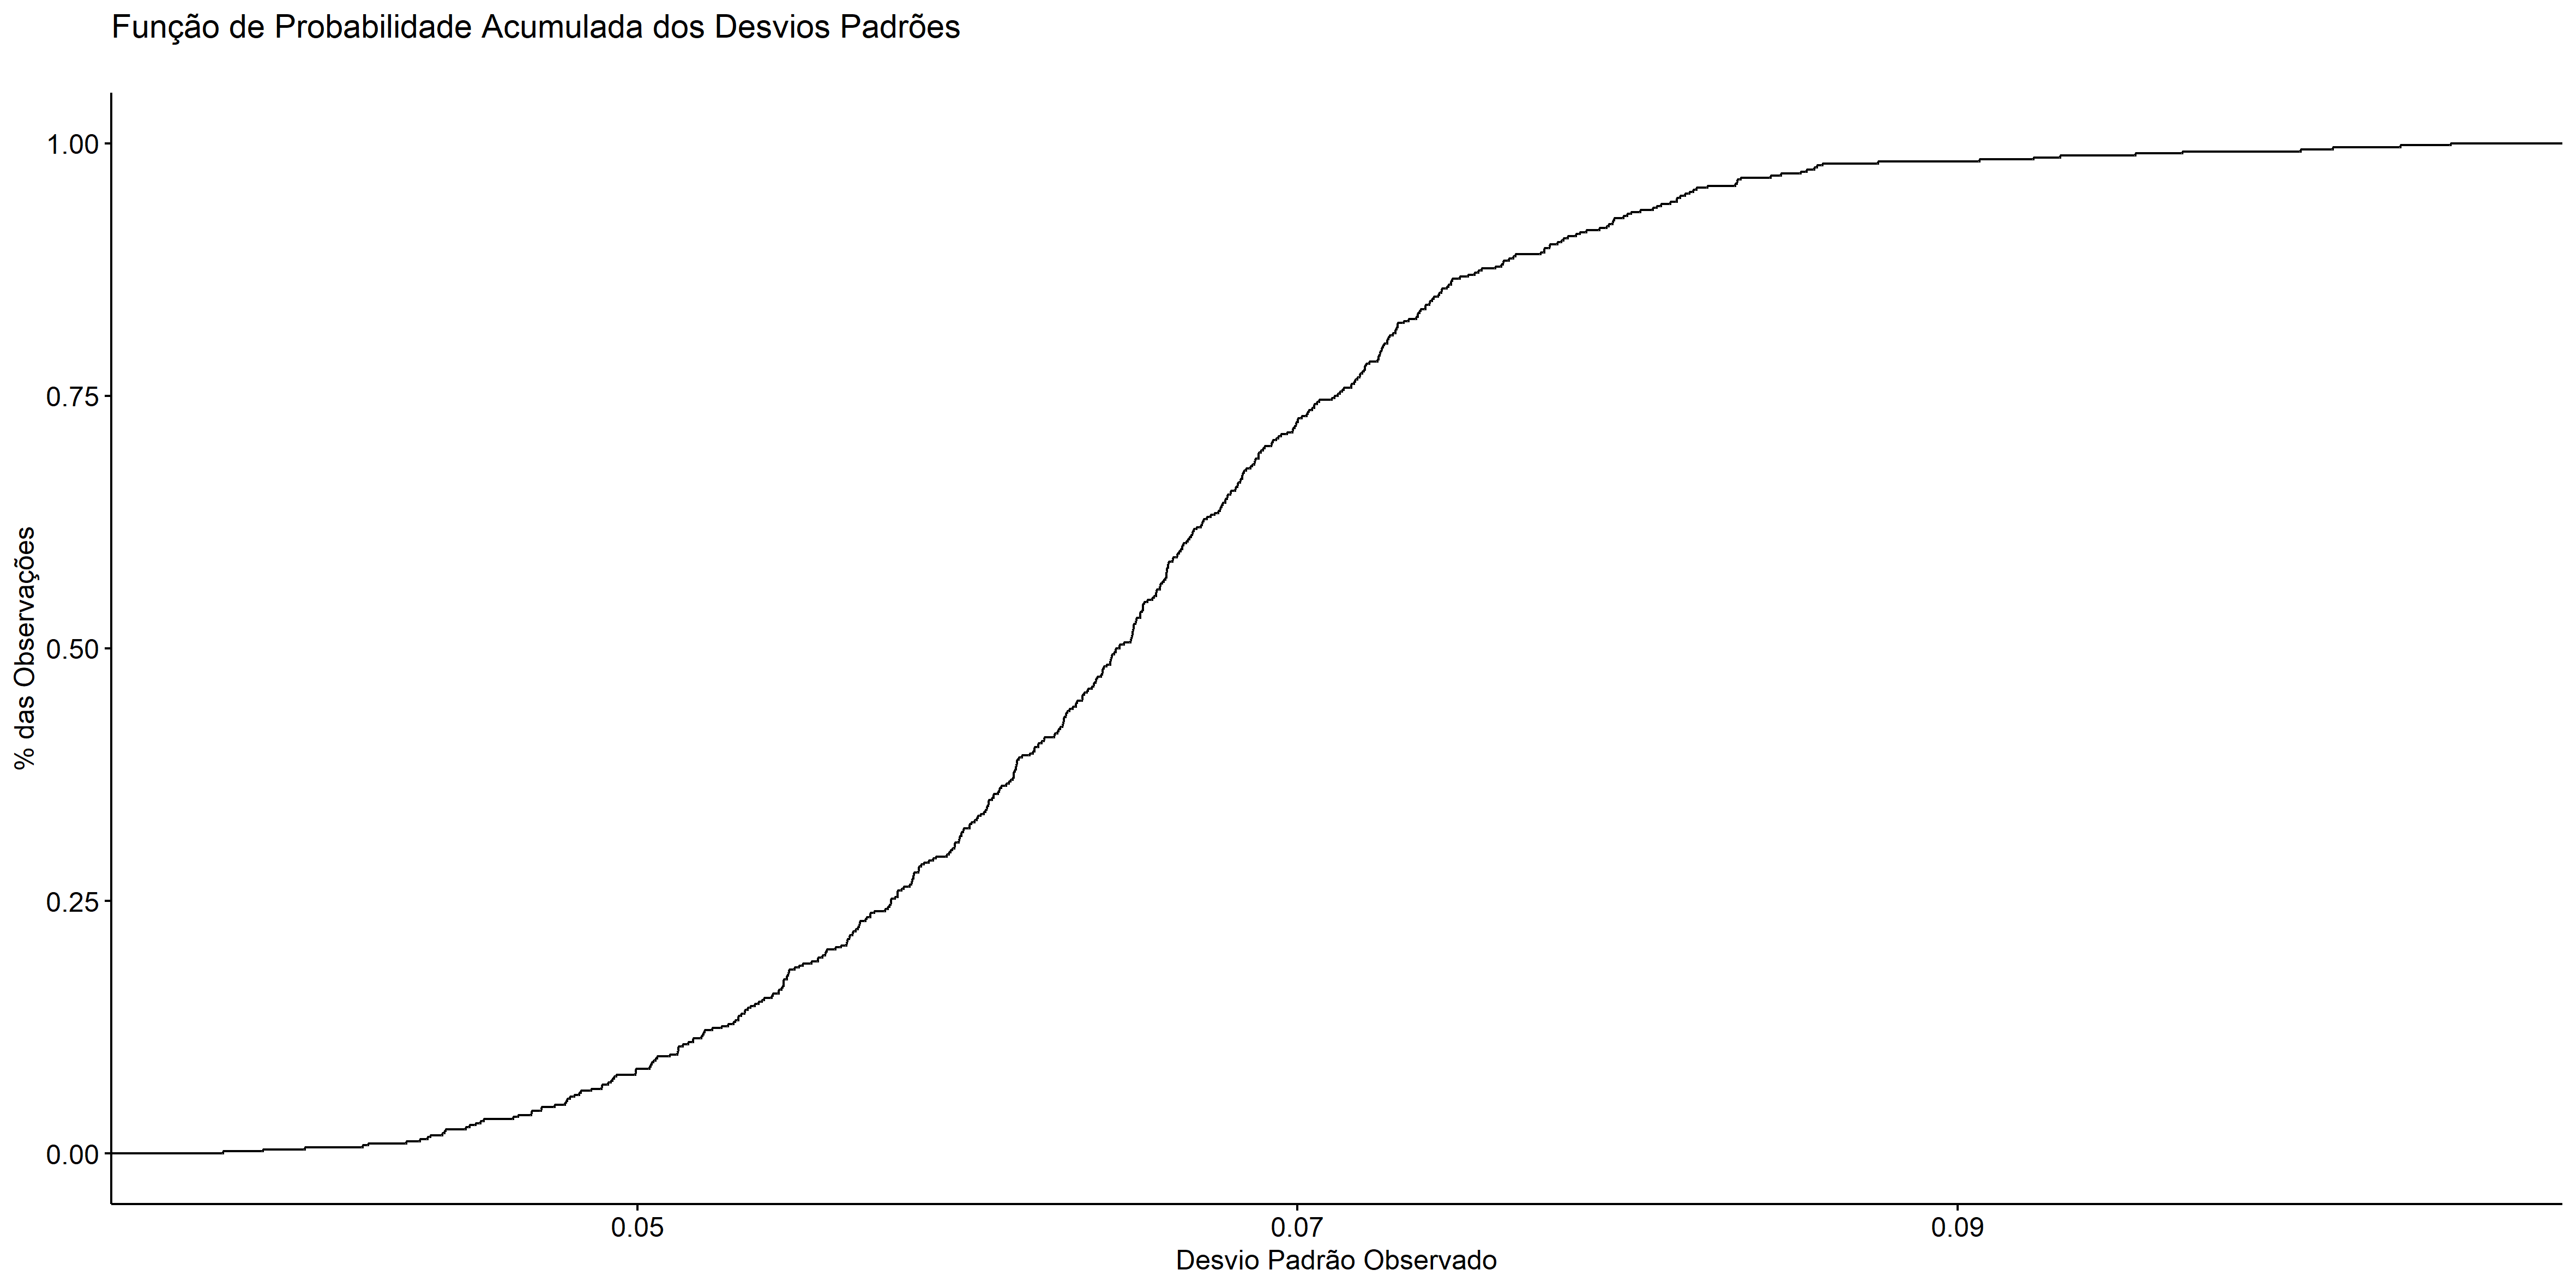 Função de Probabilidade Acumulada dos Desvios Padrões
1.00
0.75
0.50
0.25
0.00
% das Observações
0.05
0.07
0.09
Desvio Padrão Observado